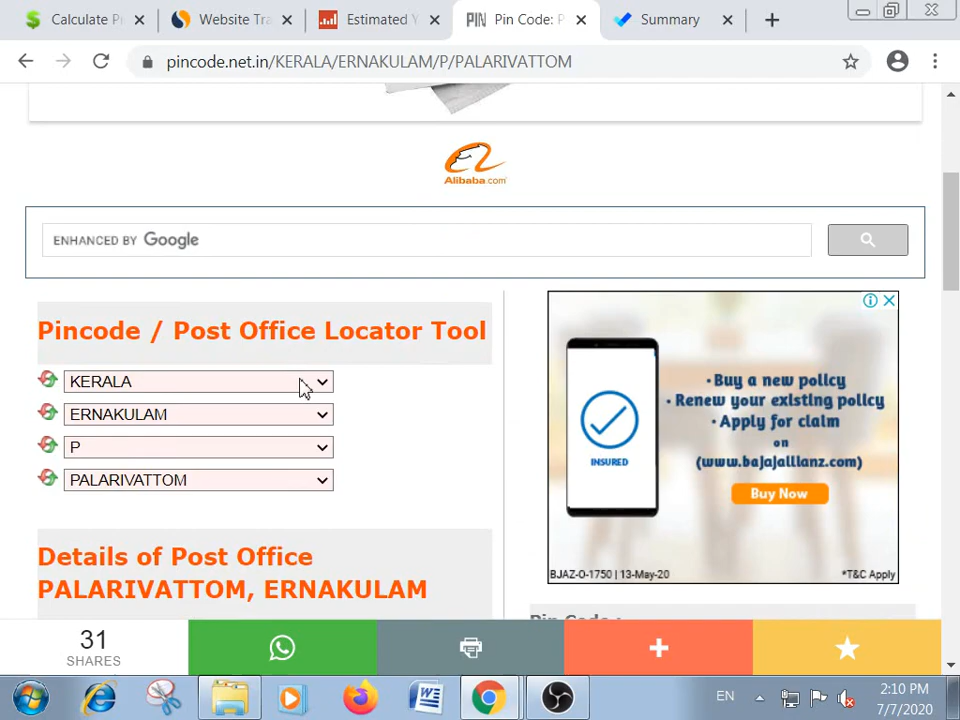 Calculate P
Website Tra
Estimated
Pin Code: P
Summary
pincode.net.in/KERALA/ERNAKULAM/P/PALARIVATTOM
Alibaba.com
ENHANCED BY Google
Pincode / Post Office Locator Tool
KERALA
ERNAKULAM
P
PALARIVATTOM
Details of Post Office
PALARIVATTOM, ERNAKULAM
INSURED
•Buy a new policy
•Renew your existing policy
•Apply for claim
on
(www.bajajallianz.com)
Buy Now
BJAZ-O-1750 | 13-May-20
*T&C Apply
Pin Code :
31
SHARES
EN
2:10 PM
7/7/2020